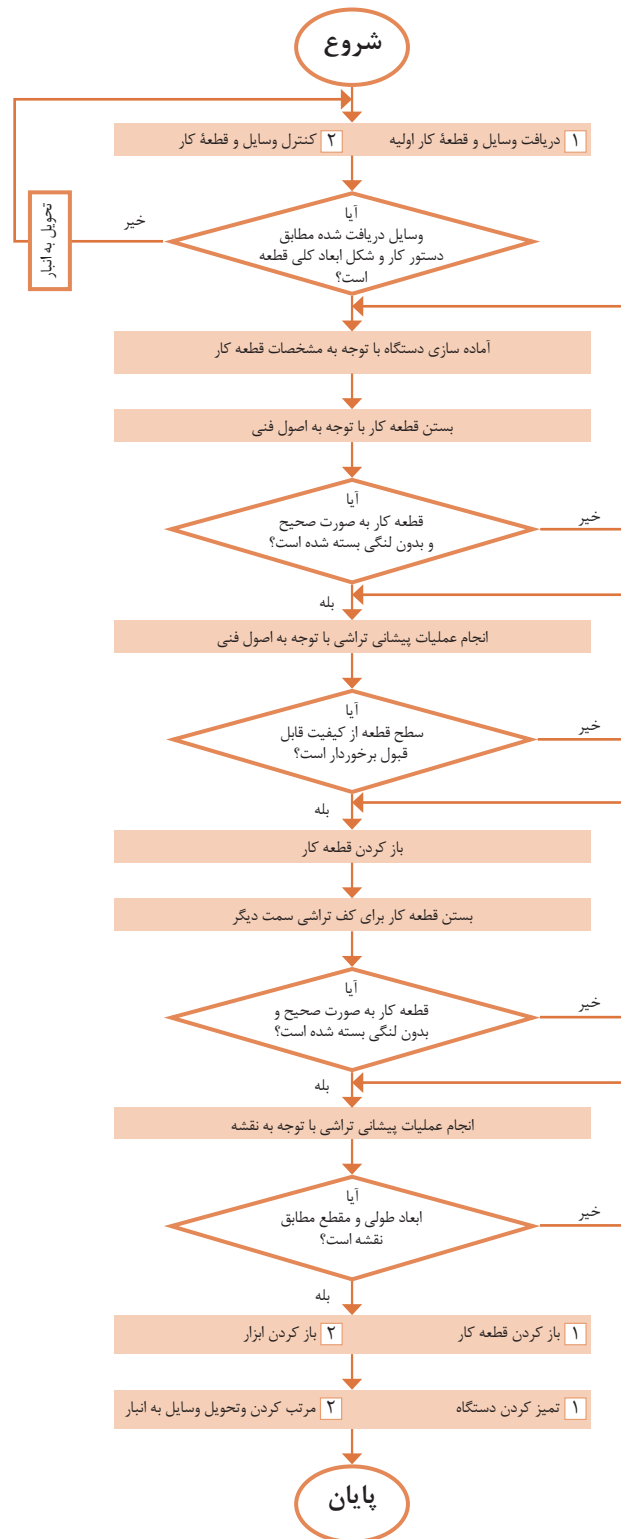 شروع
۱ دریافت وسایل و قطعهٔ کار اولیه ۲ کنترل وسایل و قطعهٔ کار
آیا
وسایل دریافت شده مطابق
دستور کار و شکل ابعاد کلی قطعه
است؟
خیر
تحویل به انبار
آماده سازی دستگاه با توجه به مشخصات قطعه کار
بستن قطعه کار با توجه به اصول فنی
آیا
قطعه کار به صورت صحیح
و بدون لنگی بسته شده است؟
خیر
بله
انجام عملیات پیشانی تراشی با توجه به اصول فنی
آیا
سطح قطعه از کیفیت قابل
قبول برخوردار است؟
خیر
بله
باز کردن قطعه کار
بستن قطعه کار برای کف تراشی سمت دیگر
آیا
قطعه کار به صورت صحیح و
بدون لنگی بسته شده است؟
خیر
بله
انجام عملیات پیشانی تراشی با توجه به نقشه
آیا
ابعاد طولی و مقطع مطابق
نقشه است؟
خیر
بله
۱ باز کردن قطعه کار ۲ باز کردن ابزار
۱ تمیز کردن دستگاه ۲ مرتب کردن وتحویل وسایل به انبار
پایان